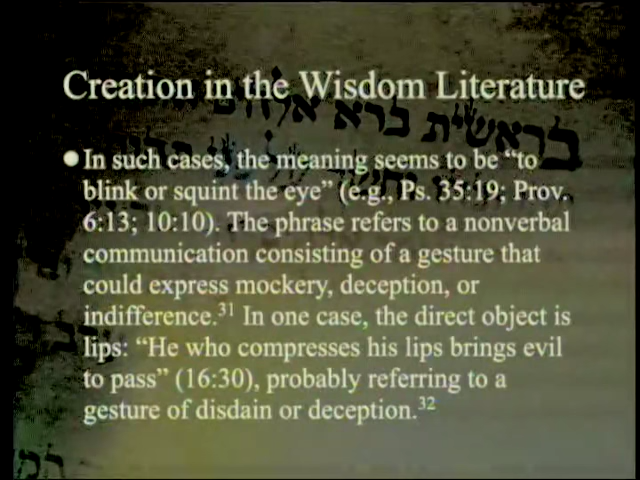 Creation in the Wisdom Literature
בראשית ברא אלהים
●In such cases, the meaning seems to be “to
blink or squint the eye” (e.g., Ps. 35:19; Prov.
6:13; 10:10). The phrase refers to a nonverbal
communication consisting of a gesture that
could express mockery, deception, or
indifference.31 In one case, the direct object is
lips: “He who compresses his lips brings evil
to pass” (16:30), probably referring to a
gesture of disdain or deception.32